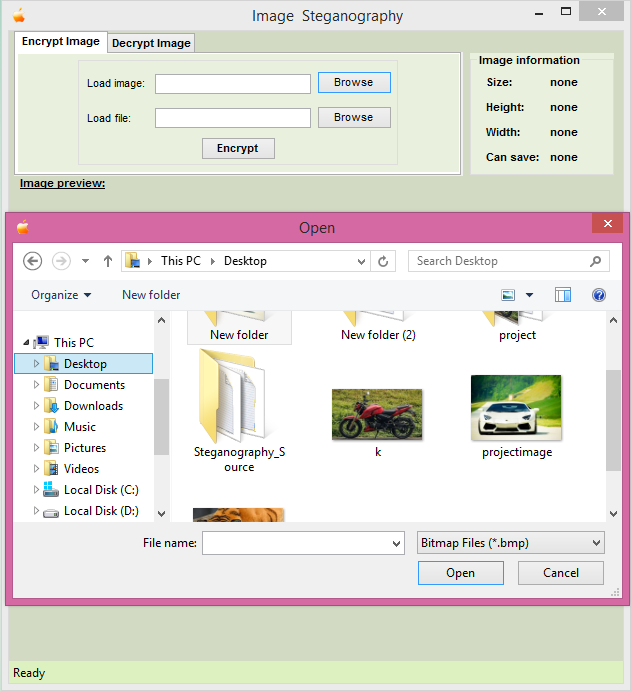 Image Steganography
Encrypt Image
Decrypt Image
Load image:
Browse
Load file:
Browse
Encrypt
Image information
Size: none
Height: none
Width: none
Can save: none
Image preview:
Open
This PC
Desktop
Search Desktop
Organize
New folder
This PC
Desktop
Documents
Downloads
Music
Pictures
Videos
Local Disk (C:)
Local Disk (D:)
New folder
New folder (2)
project
Steganography_S
ource
k
projectimage
File name:
Bitmap Files (*.bmp)
Open
Cancel
Ready